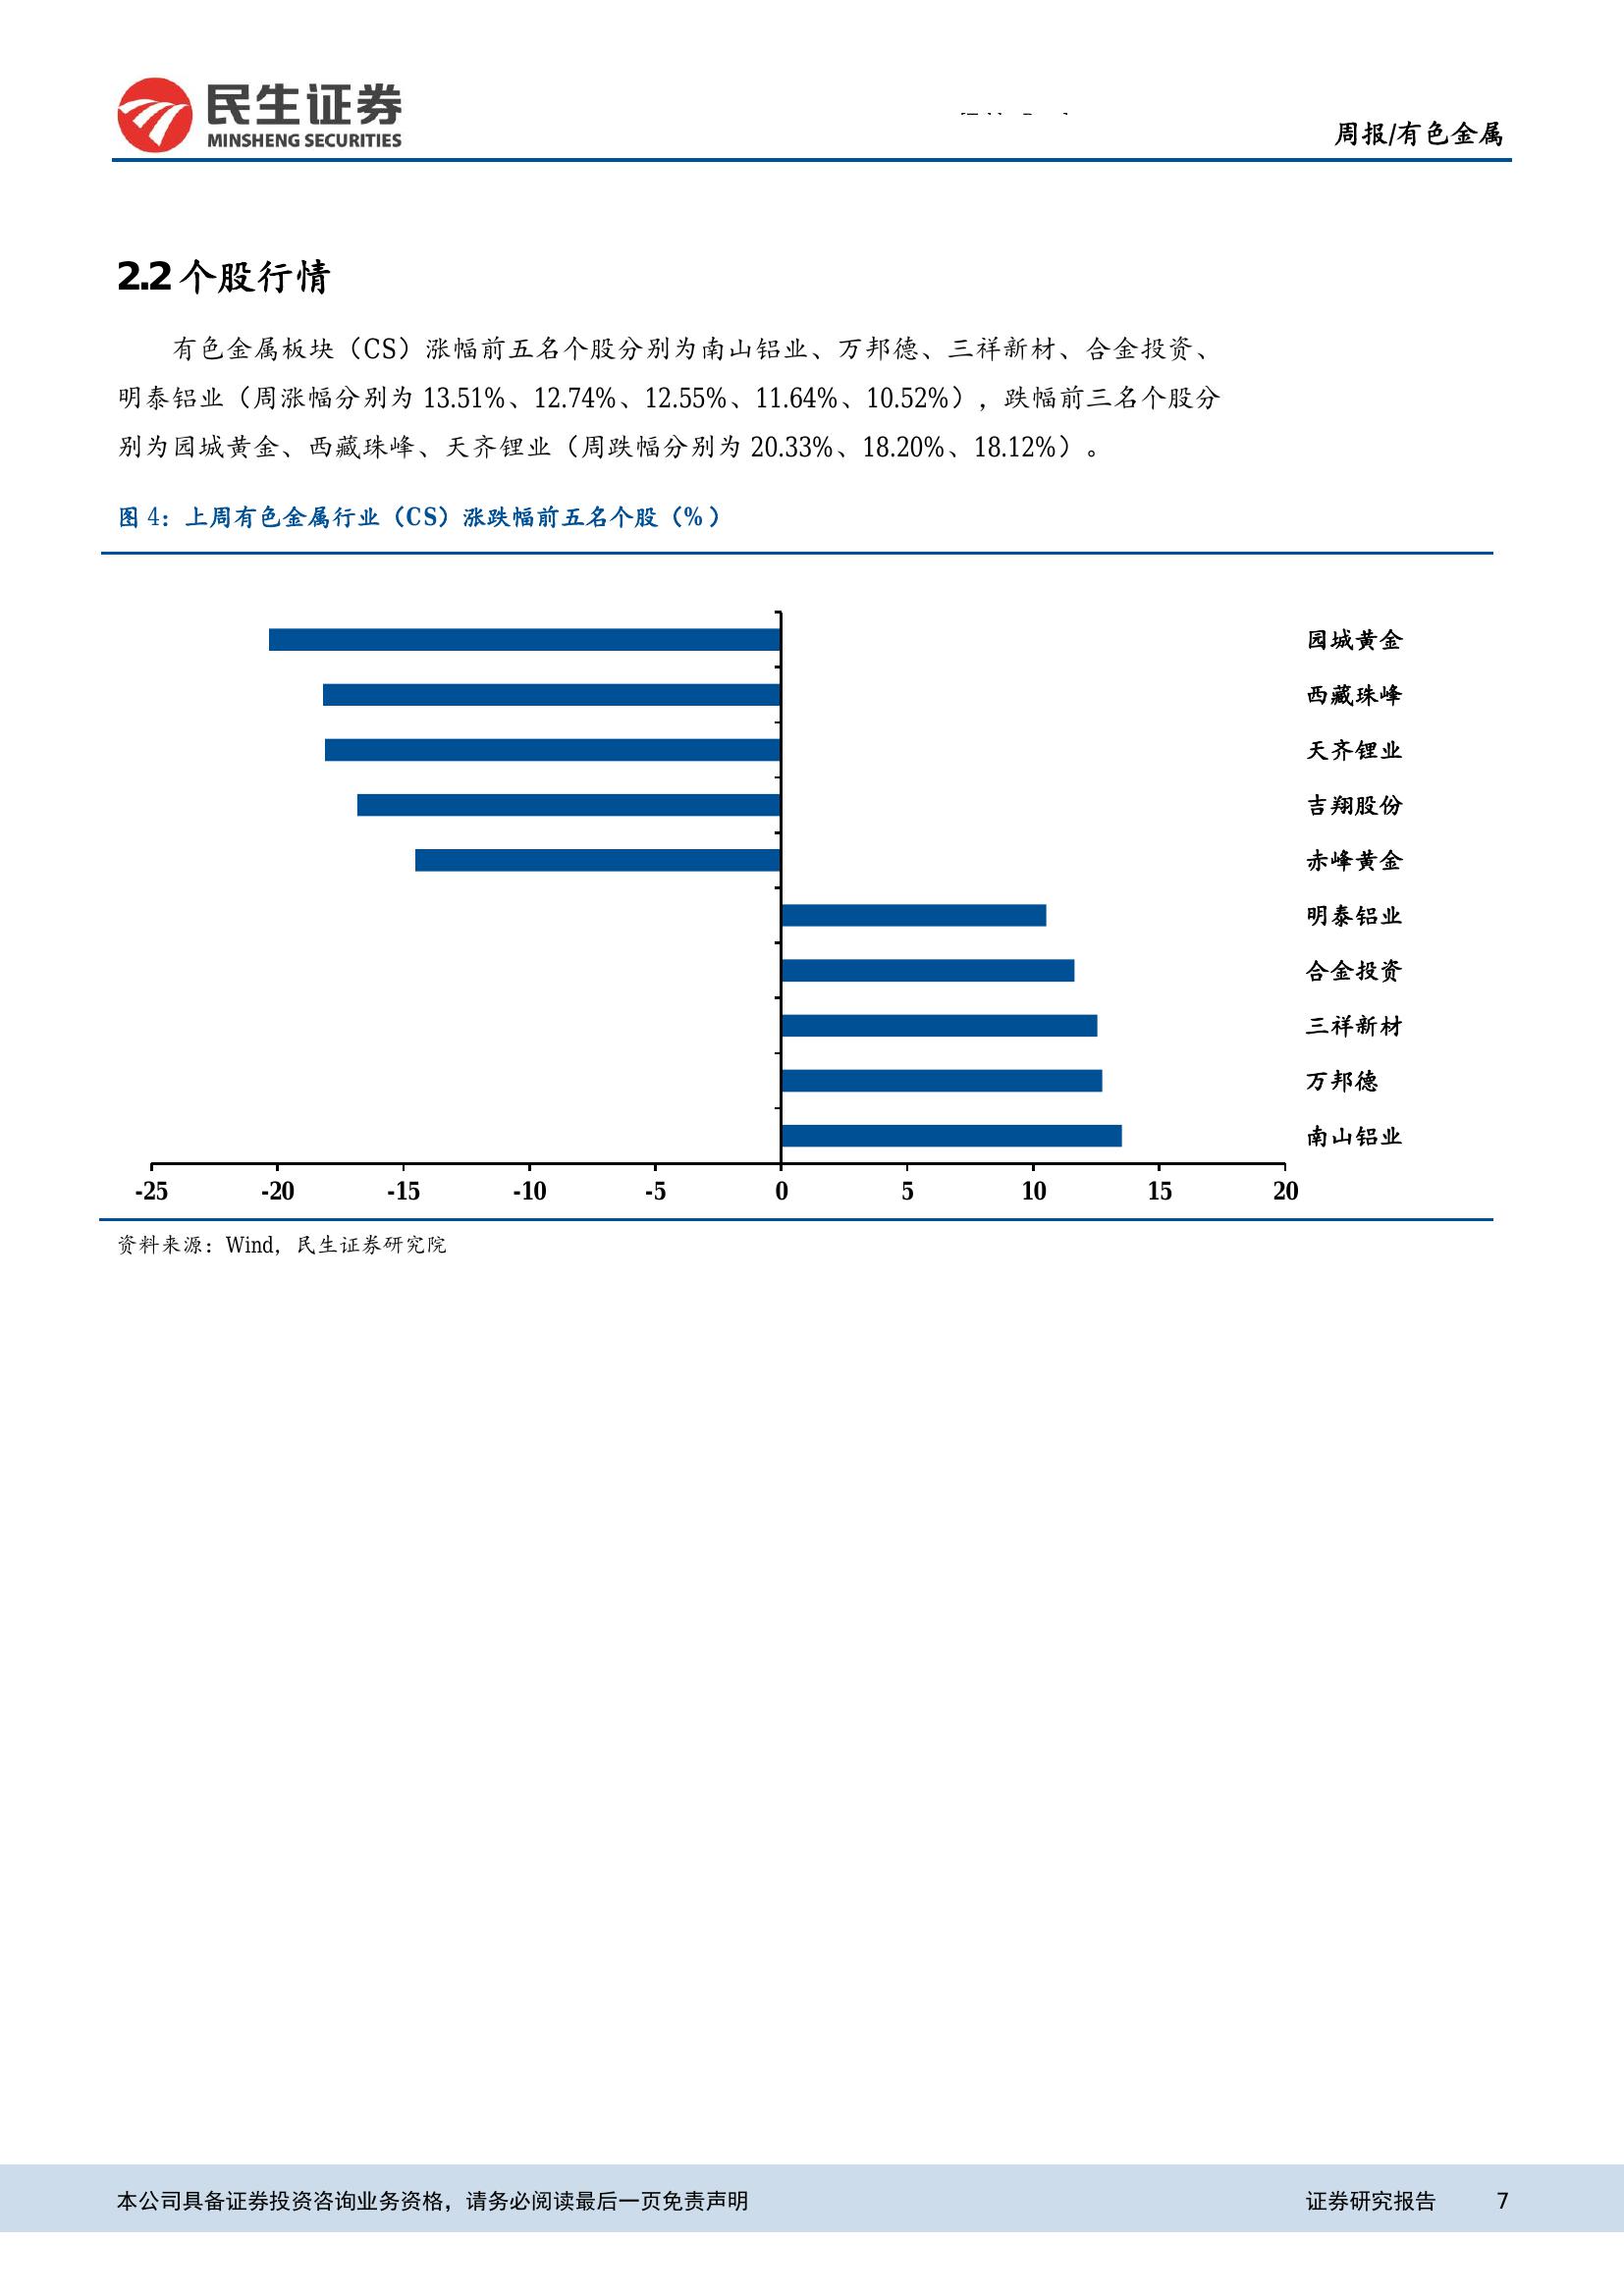 民生证券
MINSHENG SECURITIES
周报/有色金属
2.2 个股行情
有色金属板块（CS）涨幅前五名个股分别为南山铝业、万邦德、三祥新材、合金投资、
明泰铝业（周涨幅分别为 13.51%、12.74%、12.55%、11.64%、10.52%），跌幅前三名个股分
别为园城黄金、西藏珠峰、天齐锂业（周跌幅分别为 20.33%、18.20%、18.12%）。
图 4：上周有色金属行业（CS）涨跌幅前五名个股（%）
园城黄金
西藏珠峰
天齐锂业
吉翔股份
赤峰黄金
明泰铝业
合金投资
三祥新材
万邦德
南山铝业
-25 -20 -15 -10 -5 0 5 10 15 20
资料来源：Wind，民生证券研究院
本公司具备证券投资咨询业务资格，请务必阅读最后一页免责声明 证券研究报告 7